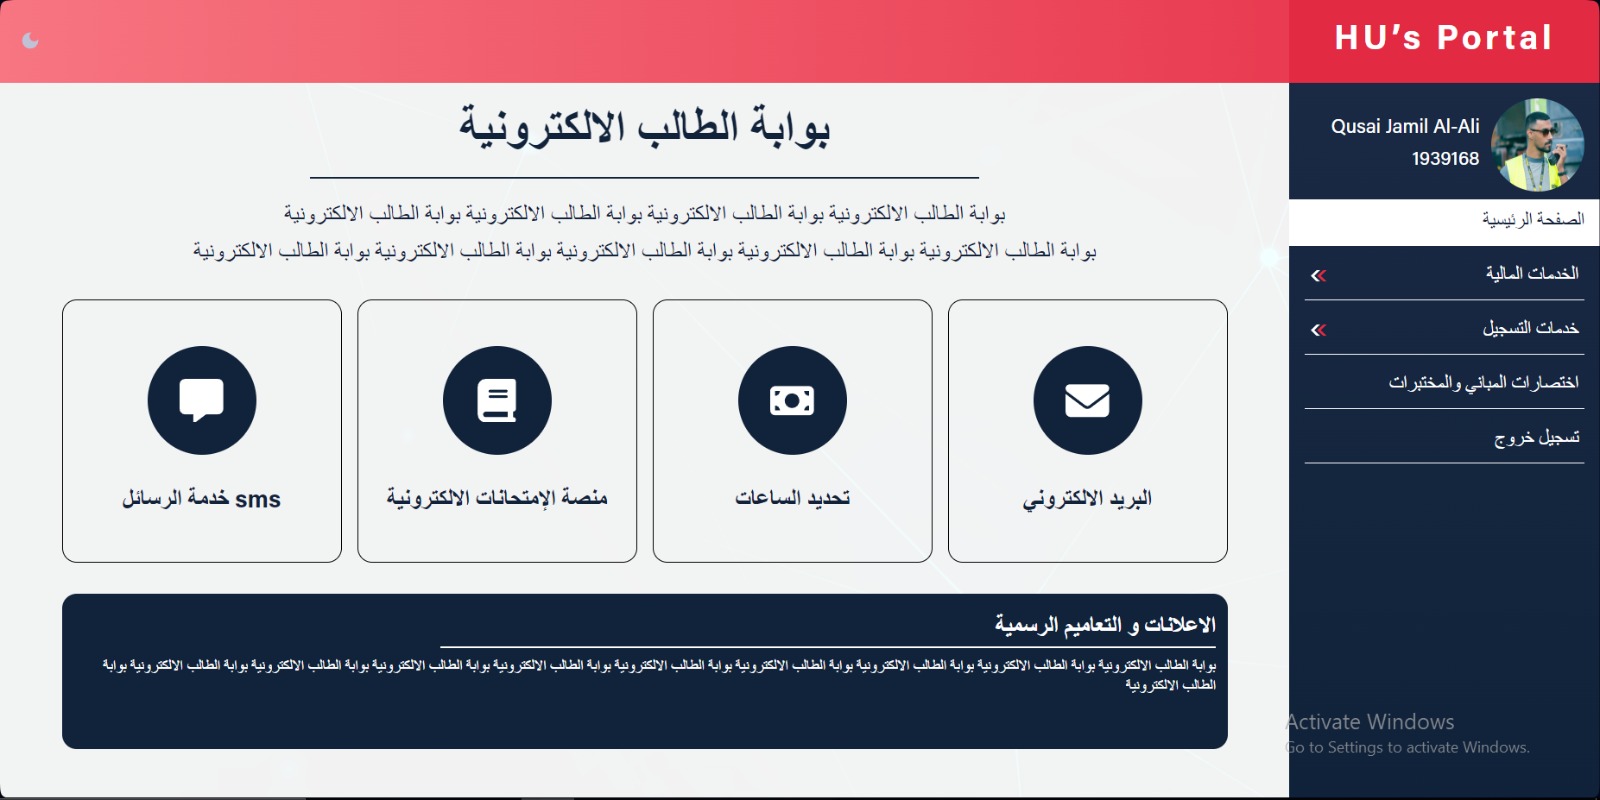 HU’s Portal
Qusai Jamil Al-Ali
1939168
الصفحة الرئيسية
الخدمات المالية
خدمات التسجيل
اختصارات المباني والمختبرات
تسجيل خروج
بوابة الطالب الالكترونية
بوابة الطالب الالكترونية بوابة الطالب الالكترونية بوابة الطالب الالكترونية بوابة الطالب الالكترونية
بوابة الطالب الالكترونية بوابة الطالب الالكترونية بوابة الطالب الالكترونية بوابة الطالب الالكترونية بوابة الطالب الالكترونية
البريد الالكتروني
تحديد الساعات
منصة الإمتحانات الالكترونية
sms خدمة الرسائل
الاعلانات و التعاميم الرسمية
بوابة الطالب الالكترونية بوابة الطالب الالكترونية بوابة الطالب الالكترونية بوابة الطالب الالكترونية بوابة الطالب الالكترونية بوابة الطالب الالكترونية بوابة الطالب الالكترونية بوابة الطالب الالكترونية بوابة الطالب الالكترونية بوابة
الطالب الالكترونية
Activate Windows
Go to Settings to activate Windows.